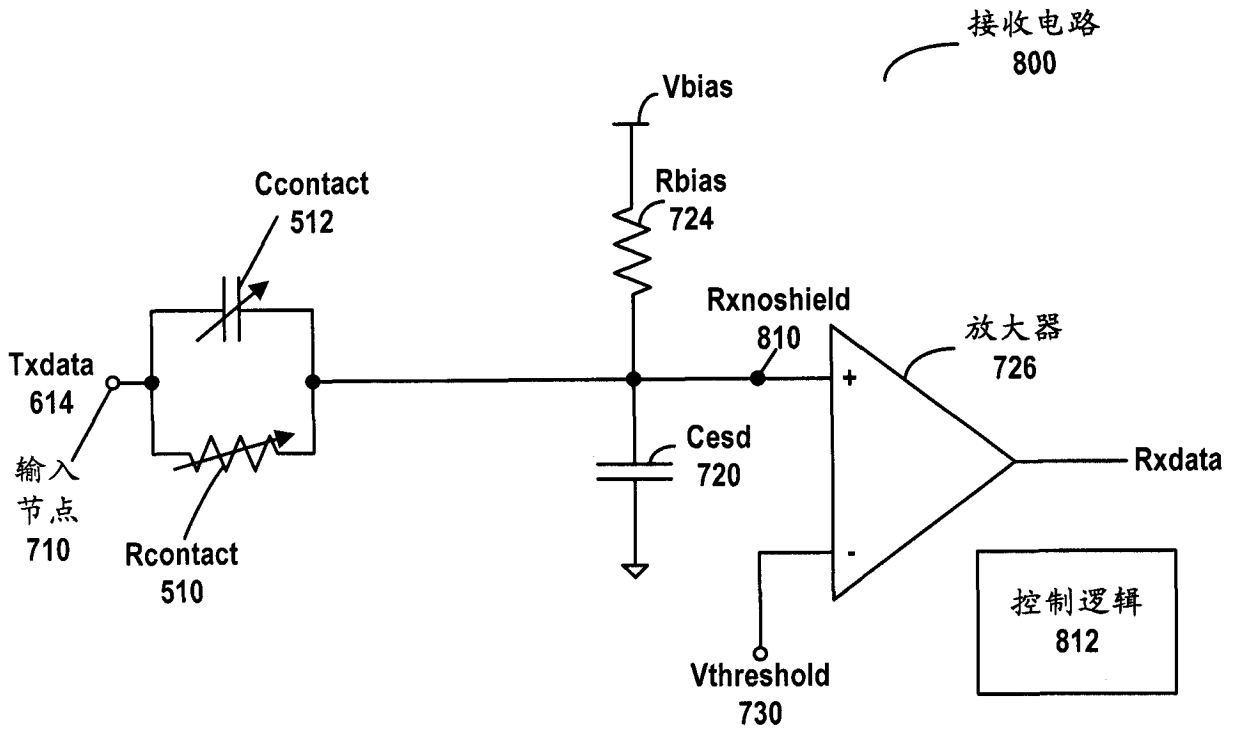 接收电路
800
Vbias
Rbias
724
Ccontact
512
Rxnoshield
810
放大器
726
Txdata
614
+
Cesd
720
Rxdata
输入
节点
710
Rcontact
510
-
控制逻辑
812
Vthreshold
730